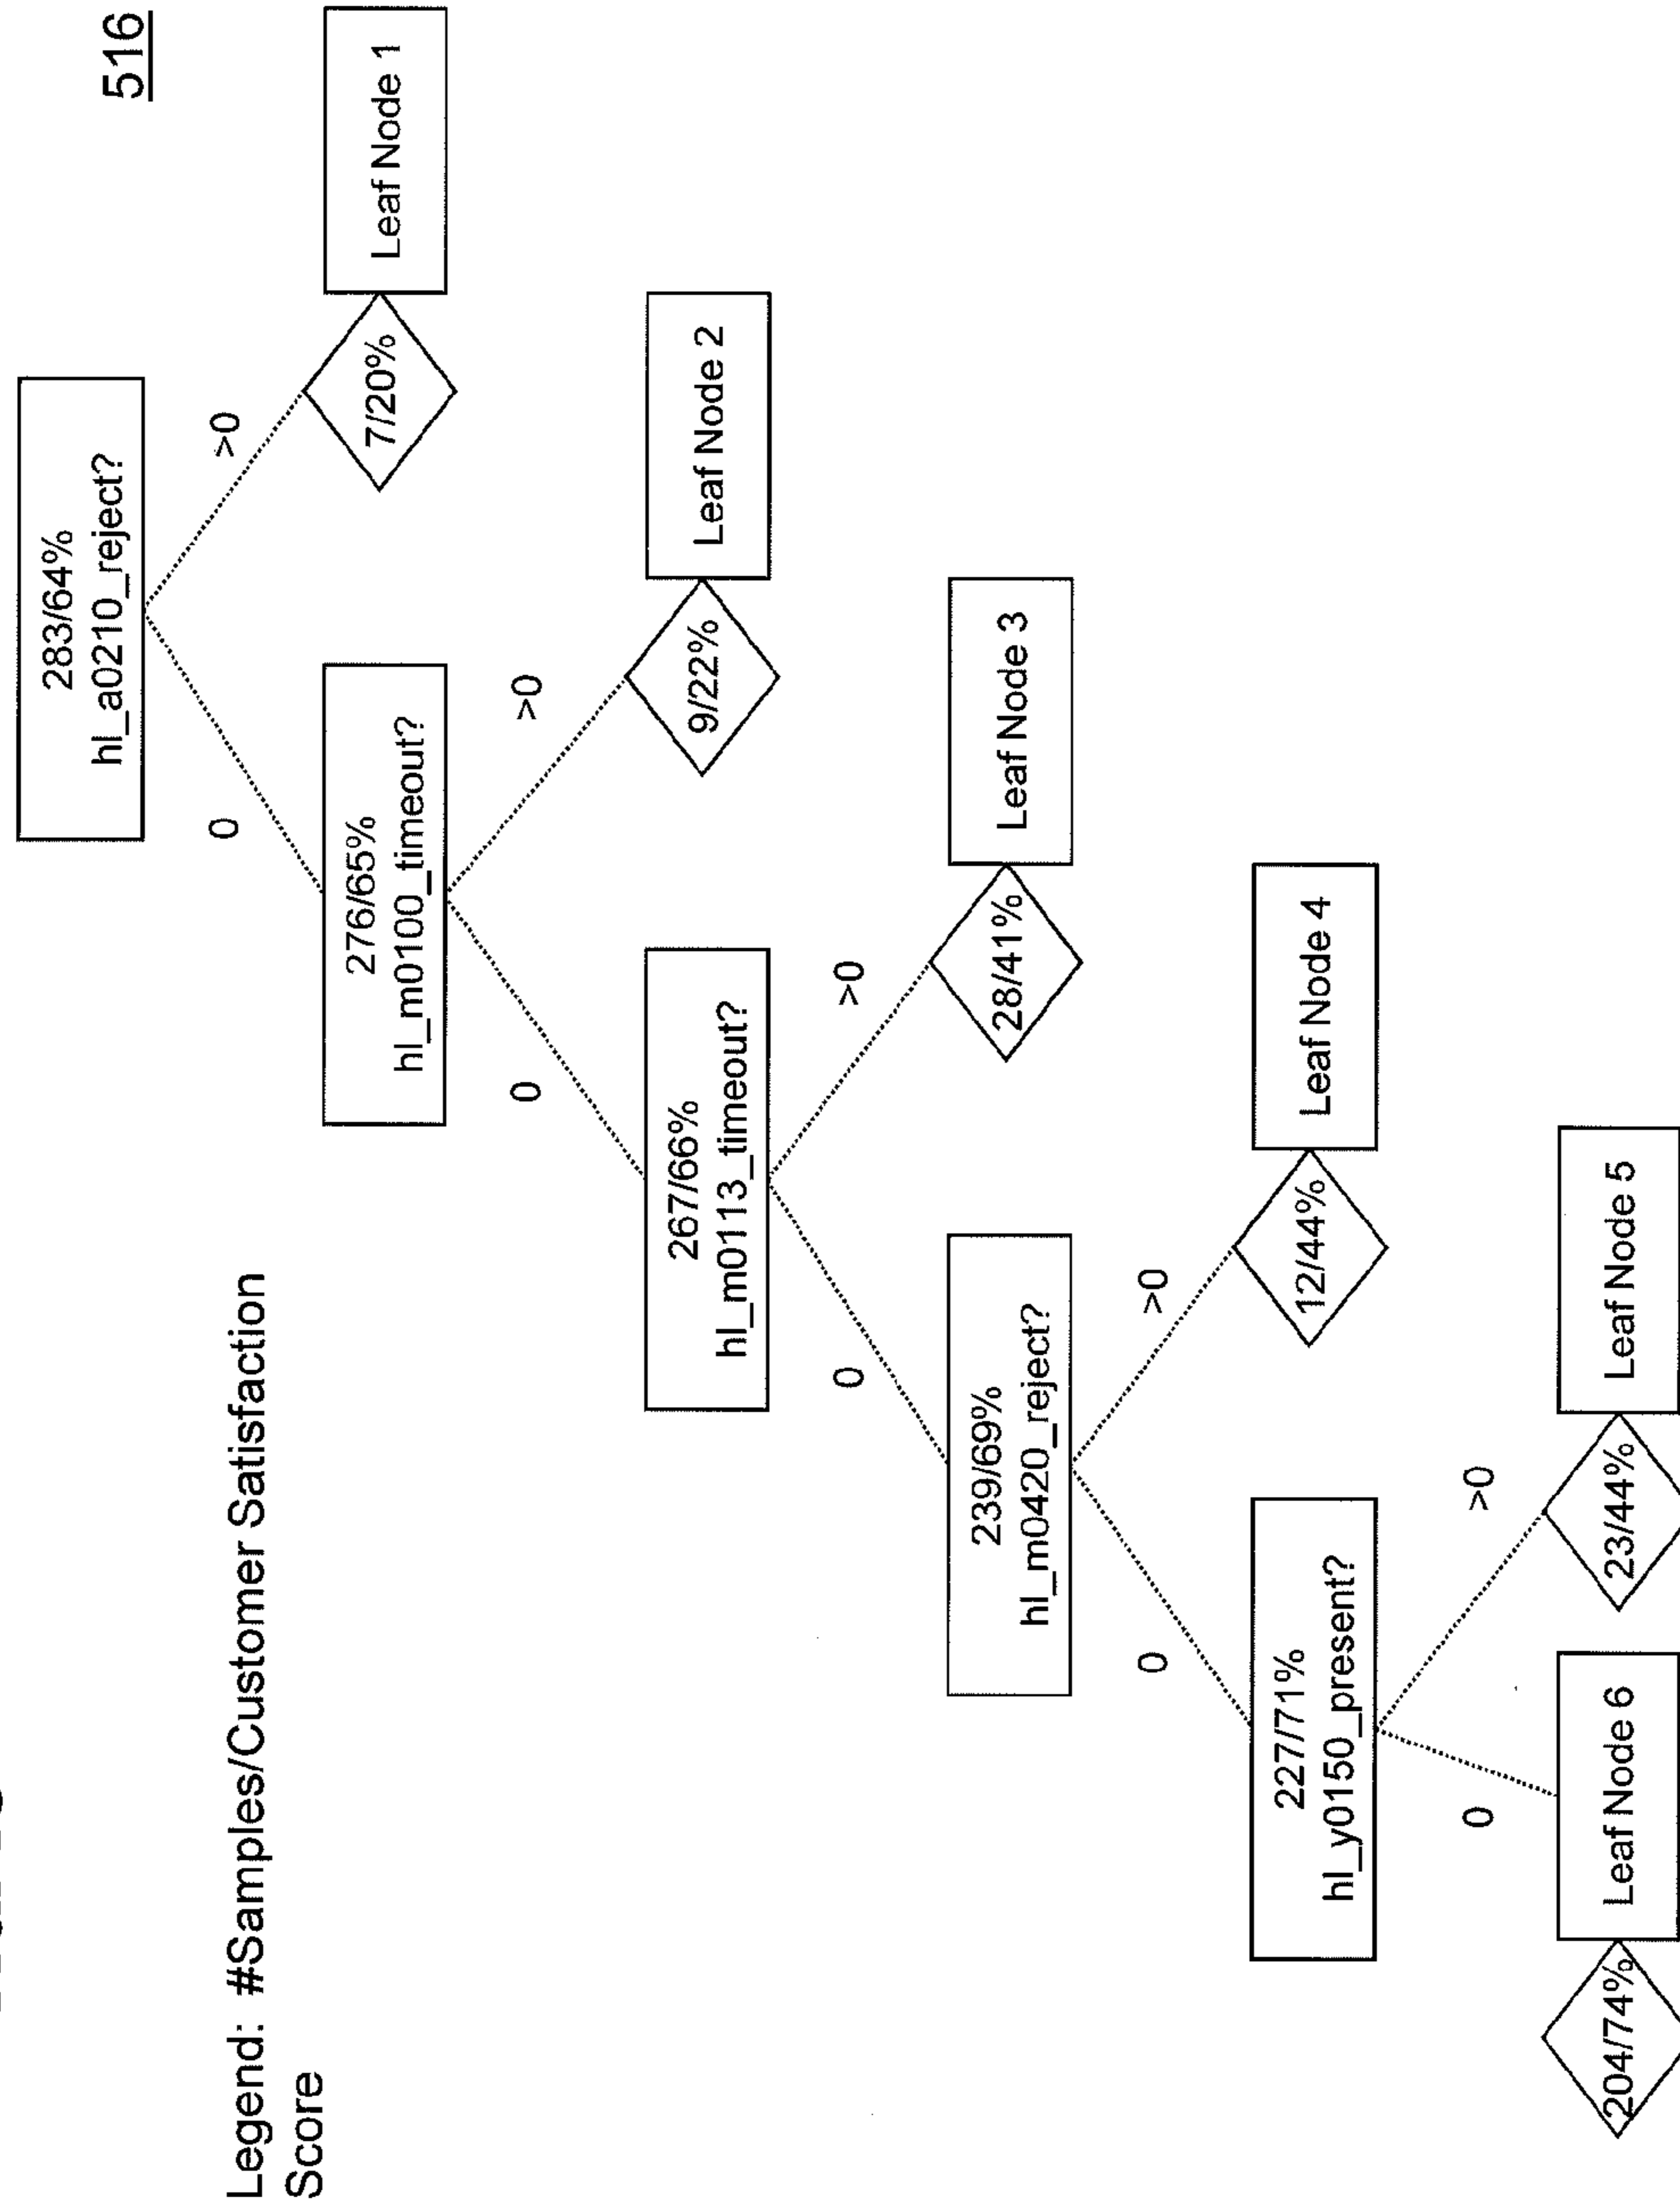 516
Legend: #Samples/Customer Satisfaction
Score
283/64%
hl_a0210_reject?
0
>0
276/65%
hl_m0100_timeout?
7/20%
Leaf Node 1
0
>0
267/66%
hl_m0113_timeout?
9/22%
Leaf Node 2
0
>0
239/69%
hl_m0420_reject?
28/41%
Leaf Node 3
0
>0
227/71%
hl_y0150_present?
12/44%
Leaf Node 4
0
>0
204/74%
Leaf Node 6
23/44%
Leaf Node 5